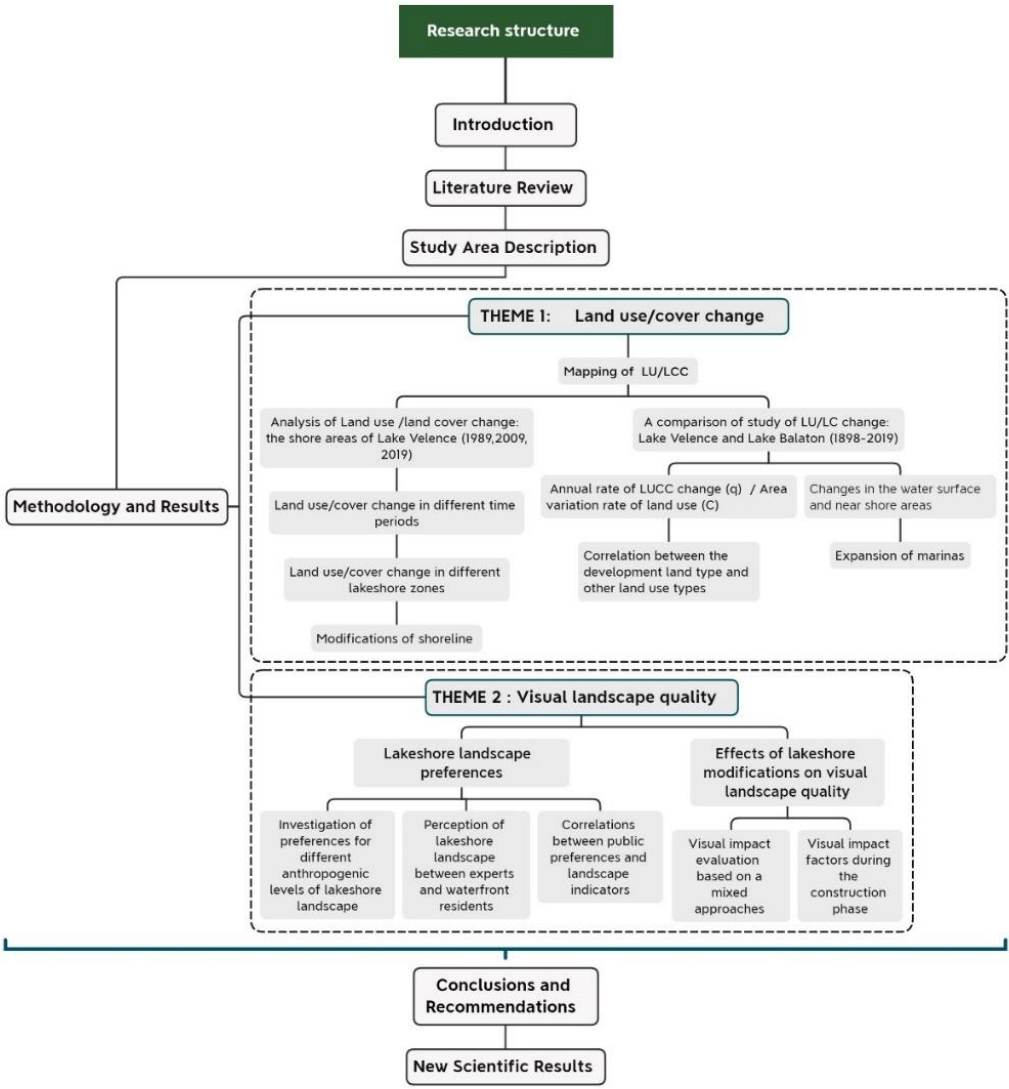 Research structure
Introduction
Literature Review
Study Area Description
THEME 1: Land use/cover change
Mapping of LU/LCC
Analysis of Land use /land cover change:
the shore areas of Lake Velence (1989,2009,
2019)
A comparison of study of LU/LC change:
Lake Velence and Lake Balaton (1898-2019)
Methodology and Results
Land use/cover change in different time
periods
Annual rate of LUCC change (q) / Area
variation rate of land use (C)
Changes in the water surface
and near shore areas
Land use/cover change in different
lakeshore zones
Correlation between the
development land type and
other land use types
Expansion of marinas
Modifications of shoreline
THEME 2 : Visual landscape quality
Lakeshore landscape
preferences
Effects of lakeshore
modifications on visual
landscape quality
Investigation of
preferences for
different
anthropogenic
levels of lakeshore
landscape
Perception of
lakeshore
landscape
between experts
and waterfront
residents
Correlations
between public
preferences and
landscape
indicators
Visual impact
evaluation
based on a
mixed
approaches
Visual impact
factors during
the
construction
phase
Conclusions and
Recommendations
New Scientific Results